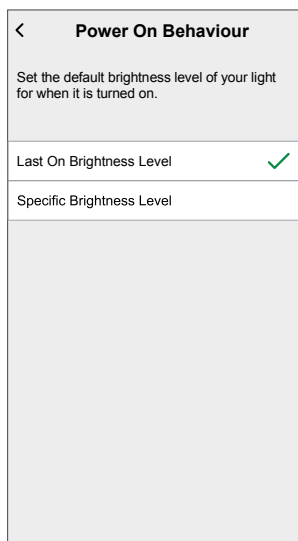 Power On Behaviour
Set the default brightness level of your light
for when it is turned on.
Last On Brightness Level
Specific Brightness Level